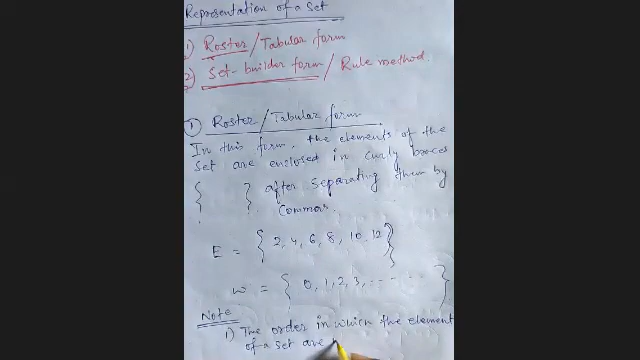 Representation of a Set
1) Roster/Tabular form
2) Set-builder form/Rule method.
1) Roster/Tabular form
In this form, the elements of the
set are enclosed in curly braces
{ } after separating them by
Commas.
E = { 2, 4, 6, 8, 10, 12 }
W = { 0, 1, 2, 3, ------ }
Note
1) The order in which the element
of a set are